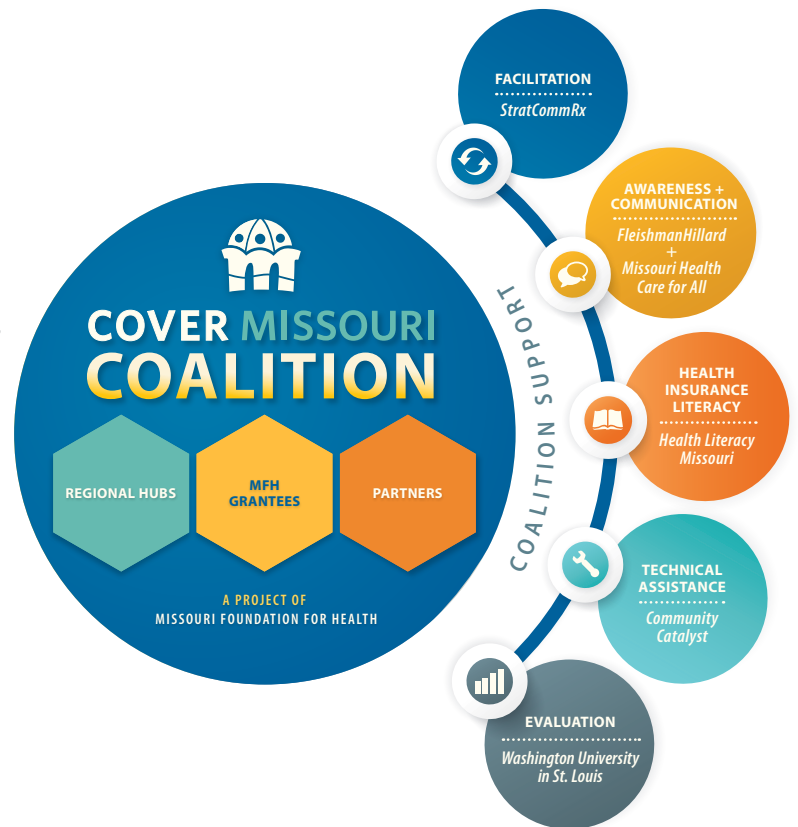 COVER MISSOURI
COALITION
REGIONAL HUBS
MFH
GRANTEES
PARTNERS
A PROJECT OF
MISSOURI FOUNDATION FOR HEALTH
COALITION SUPPORT
FACILITATION
StratCommRx
AWARENESS +
COMMUNICATION
FleishmanHillard
+
Missouri Health
Care for All
HEALTH
INSURANCE
LITERACY
Health Literacy
Missouri
TECHNICAL
ASSISTANCE
Community
Catalyst
EVALUATION
Washington University
in St. Louis